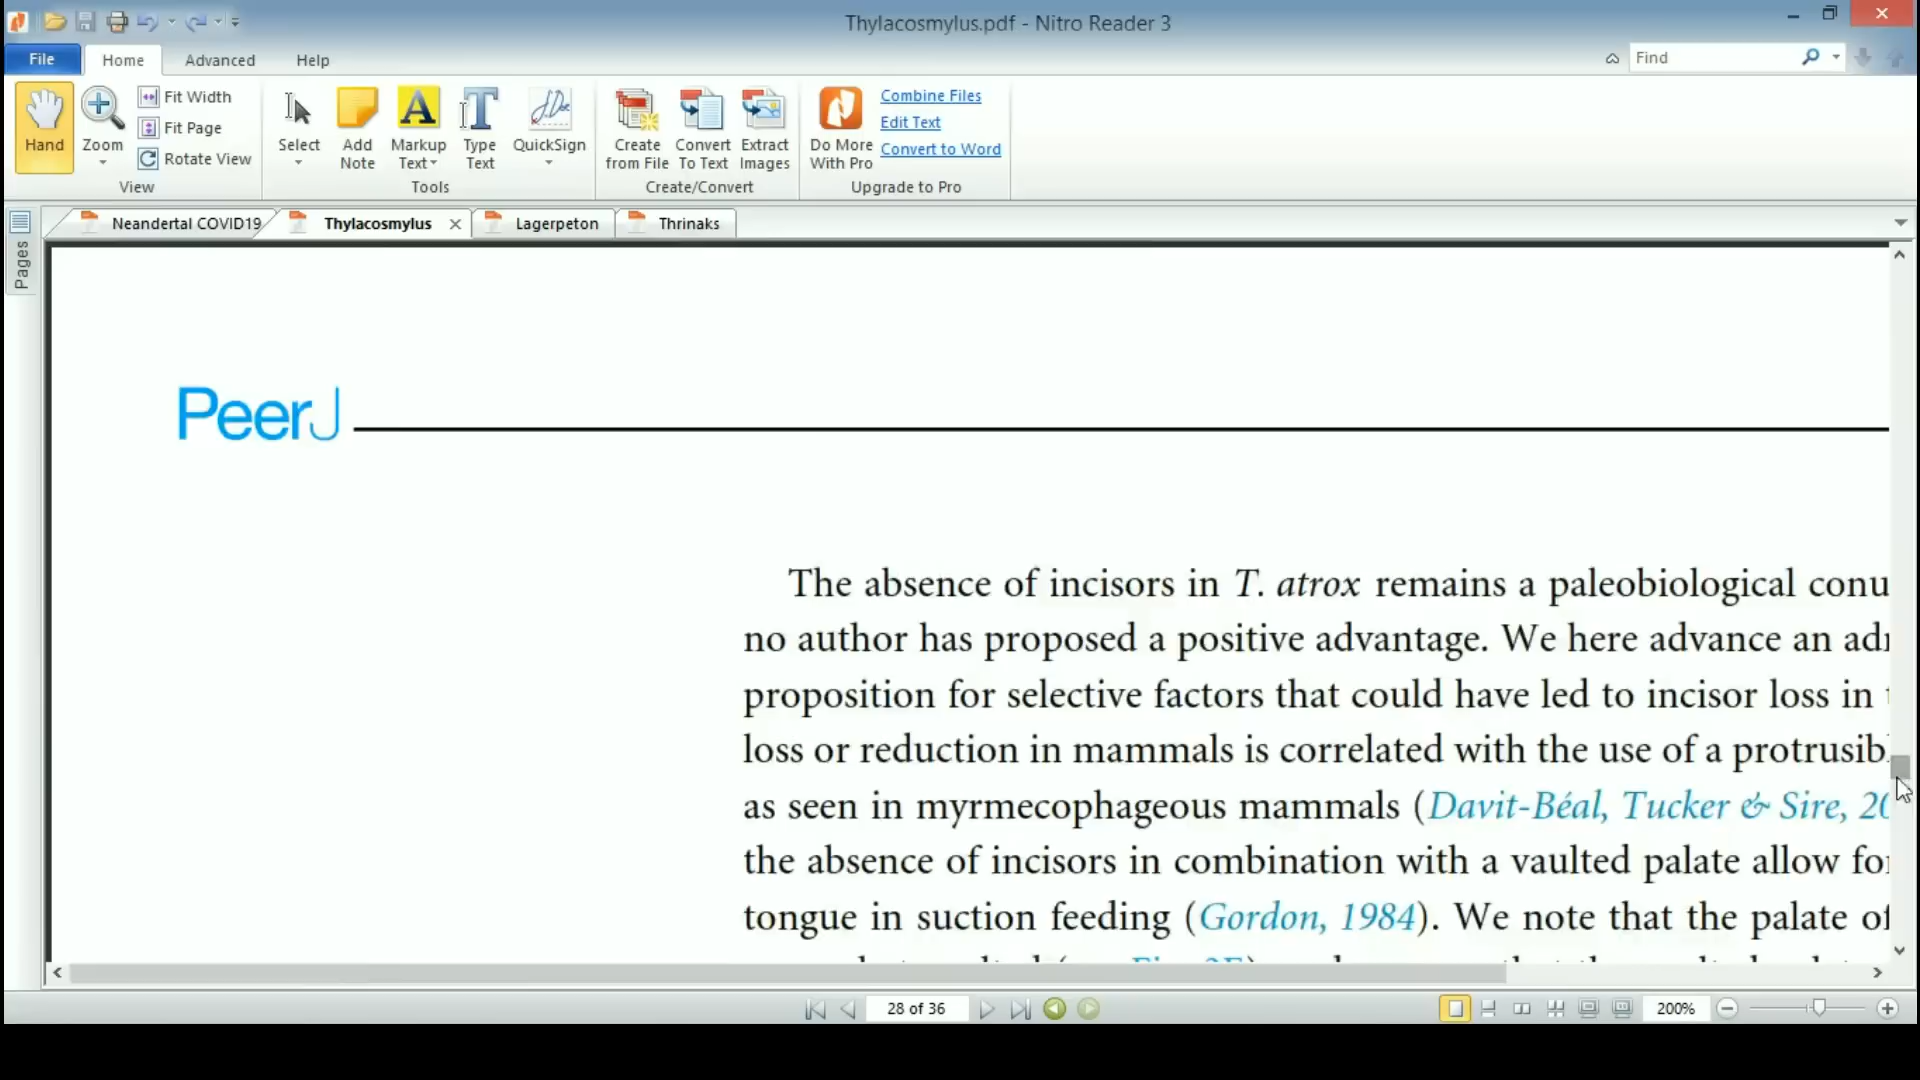 Thylacosmylus.pdf - Nitro Reader 3
File Home Advanced Help Find
Hand
Zoom
Fit Width
Fit Page
Rotate View
View
Select
Add Note
Markup Text
Type Text
QuickSign
Tools
Create from File
Convert To Text
Extract Images
Create/Convert
Do More With Pro
Combine Files
Edit Text
Convert to Word
Upgrade to Pro
Neandertal COVID19 Thylacosmylus Lagerpeton Thrinaks
Pages
PeerJ
The absence of incisors in T. atrox remains a paleobiological conu
no author has proposed a positive advantage. We here advance an
proposition for selective factors that could have led to incisor loss in
loss or reduction in mammals is correlated with the use of a protrusib
as seen in myrmecophageous mammals (Davit-Béal, Tucker & Sire, 20
the absence of incisors in combination with a vaulted palate allow for
tongue in suction feeding (Gordon, 1984). We note that the palate of
28 of 36
200%